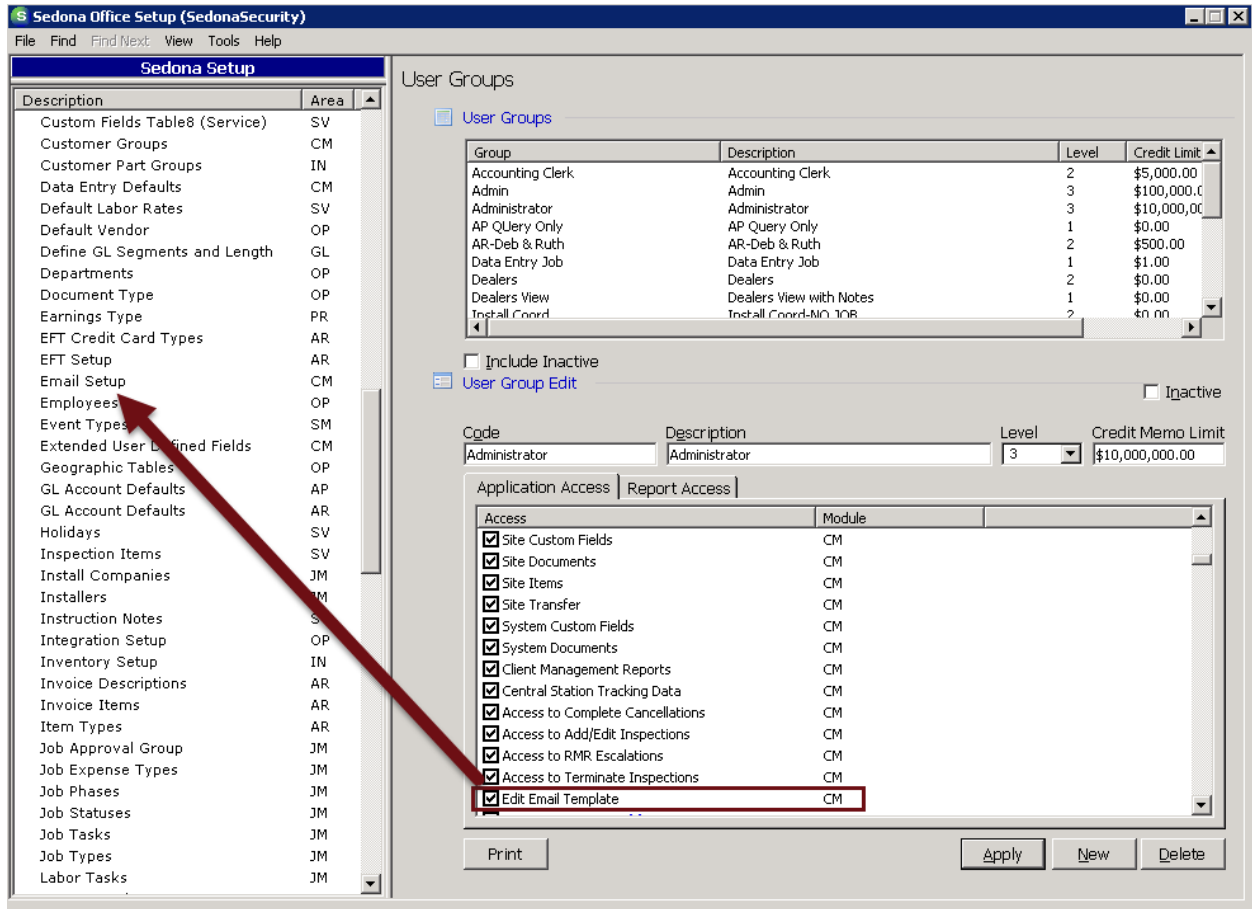 Sedona Office Setup (SedonaSecurity)
File Find Find Next View Tools Help
Sedona Setup
Description Area
Custom Fields Table8 (Service) SV
Customer Groups CM
Customer Part Groups IN
Data Entry Defaults CM
Default Labor Rates SV
Default Vendor OP
Define GL Segments and Length GL
Departments OP
Document Type OP
Earnings Type PR
EFT Credit Card Types AR
EFT Setup AR
Email Setup CM
Employees OP
Event Types SM
Extended User Defined Fields CM
Geographic Tables OP
GL Account Defaults AP
GL Account Defaults AR
Holidays SV
Inspection Items SV
Install Companies JM
Installers JM
Instruction Notes
Integration Setup OP
Inventory Setup IN
Invoice Descriptions AR
Invoice Items AR
Item Types AR
Job Approval Group JM
Job Expense Types JM
Job Phases JM
Job Statuses JM
Job Tasks JM
Job Types JM
Labor Tasks JM
User Groups
User Groups
Group Description Level Credit Limit
Accounting Clerk Accounting Clerk 2 $5,000.00
Admin Admin 3 $100,000.0
Administrator Administrator 3 $10,000,00
AP QUery Only AP Query Only 1 $0.00
AR-Deb & Ruth AR-Deb & Ruth 2 $500.00
Data Entry Job Data Entry Job 1 $1.00
Dealers Dealers 2 $0.00
Dealers View Dealers View with Notes 1 $0.00
Install Coord Install Coord-NO JOB 2 $0.00
Include Inactive
User Group Edit
Inactive
Code Description Level Credit Memo Limit
Administrator Administrator 3 $10,000,000.00
Application Access Report Access
Access Module
Site Custom Fields CM
Site Documents CM
Site Items CM
Site Transfer CM
System Custom Fields CM
System Documents CM
Client Management Reports CM
Central Station Tracking Data CM
Access to Complete Cancellations CM
Access to Add/Edit Inspections CM
Access to RMR Escalations CM
Access to Terminate Inspections CM
Edit Email Template CM
Print Apply New Delete